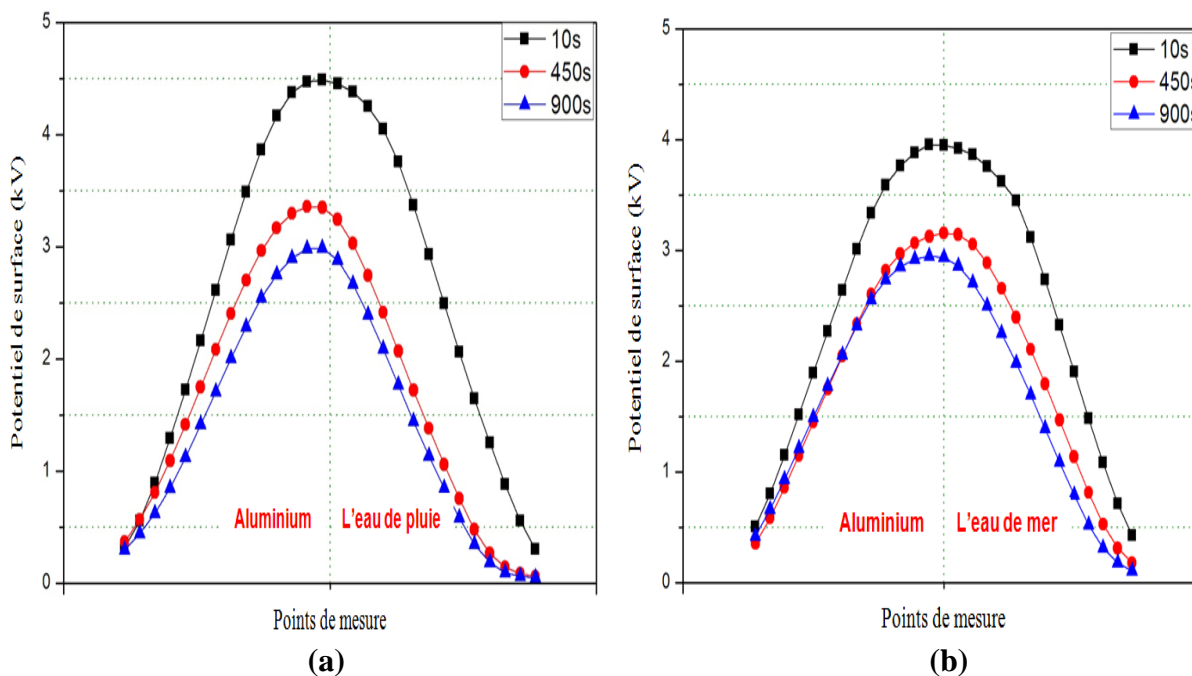 Potentiel de surface (kV)
5
4
3
2
1
0
10s
450s
900s
Aluminium L'eau de pluie
Points de mesure
(a)
Potentiel de surface (kV)
5
4
3
2
1
0
10s
450s
900s
Aluminium L'eau de mer
Points de mesure
(b)